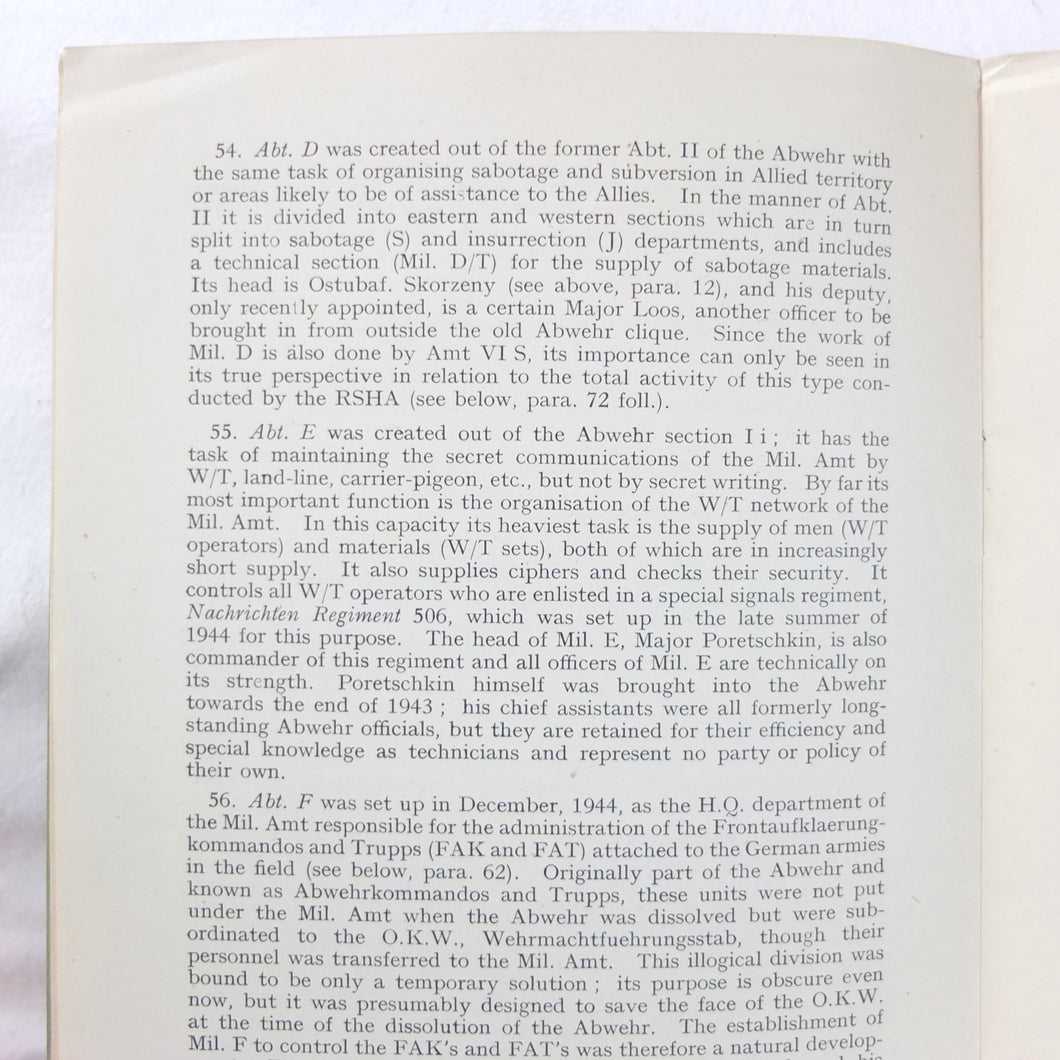 54. Abt. D was created out of the former Abt. II of the Abwehr with
the same task of organising sabotage and subversion in Allied territory
or areas likely to be of assistance to the Allies. In the manner of Abt.
II it is divided into eastern and western sections which are in turn
split into sabotage (S) and insurrection (J) departments, and includes
a technical section (Mil. D/T) for the supply of sabotage materials.
Its head is Ostubaf. Skorzeny (see above, para. 12), and his deputy,
only recently appointed, is a certain Major Loos, another officer to be
brought in from outside the old Abwehr clique. Since the work of
Mil. D is also done by Amt VI S, its importance can only be seen in
its true perspective in relation to the total activity of this type con-
ducted by the RSHA (see below, para. 72 foll.).
55. Abt. E was created out of the Abwehr section I i ; it has the
task of maintaining the secret communications of the Mil. Amt by
W/T, land-line, carrier-pigeon, etc., but not by secret writing. By far its
most important function is the organisation of the W/T network of the
Mil. Amt. In this capacity its heaviest task is the supply of men (W/T
operators) and materials (W/T sets), both of which are in increasingly
short supply. It also supplies ciphers and checks their security. It
controls all W/T operators who are enlisted in a special signals regiment,
Nachrichten Regiment 506, which was set up in the late summer of
1944 for this purpose. The head of Mil. E, Major Poretschkin, is also
commander of this regiment and all officers of Mil. E are technically on
its strength. Poretschkin himself was brought into the Abwehr
towards the end of 1943 ; his chief assistants were all formerly long-
standing Abwehr officials, but they are retained for their efficiency and
special knowledge as technicians and represent no party or policy of
their own.
56. Abt. F was set up in December, 1944, as the H.Q. department of
the Mil. Amt responsible for the administration of the Frontaufklaerung-
kommandos and Trupps (FAK and FAT) attached to the German armies
in the field (see below, para. 62). Originally part of the Abwehr and
known as Abwehrkommandos and Trupps, these units were not put
under the Mil. Amt when the Abwehr was dissolved but were sub-
ordinated to the O.K.W., Wehrmachtfuehrungsstab, though their
personnel was transferred to the Mil. Amt. This illogical division was
bound to be only a temporary solution ; its purpose is obscure even
now, but it was presumably designed to save the face of the O.K.W.
at the time of the dissolution of the Abwehr. The establishment of
Mil. F to control the FAK's and FAT's was therefore a natural develop-